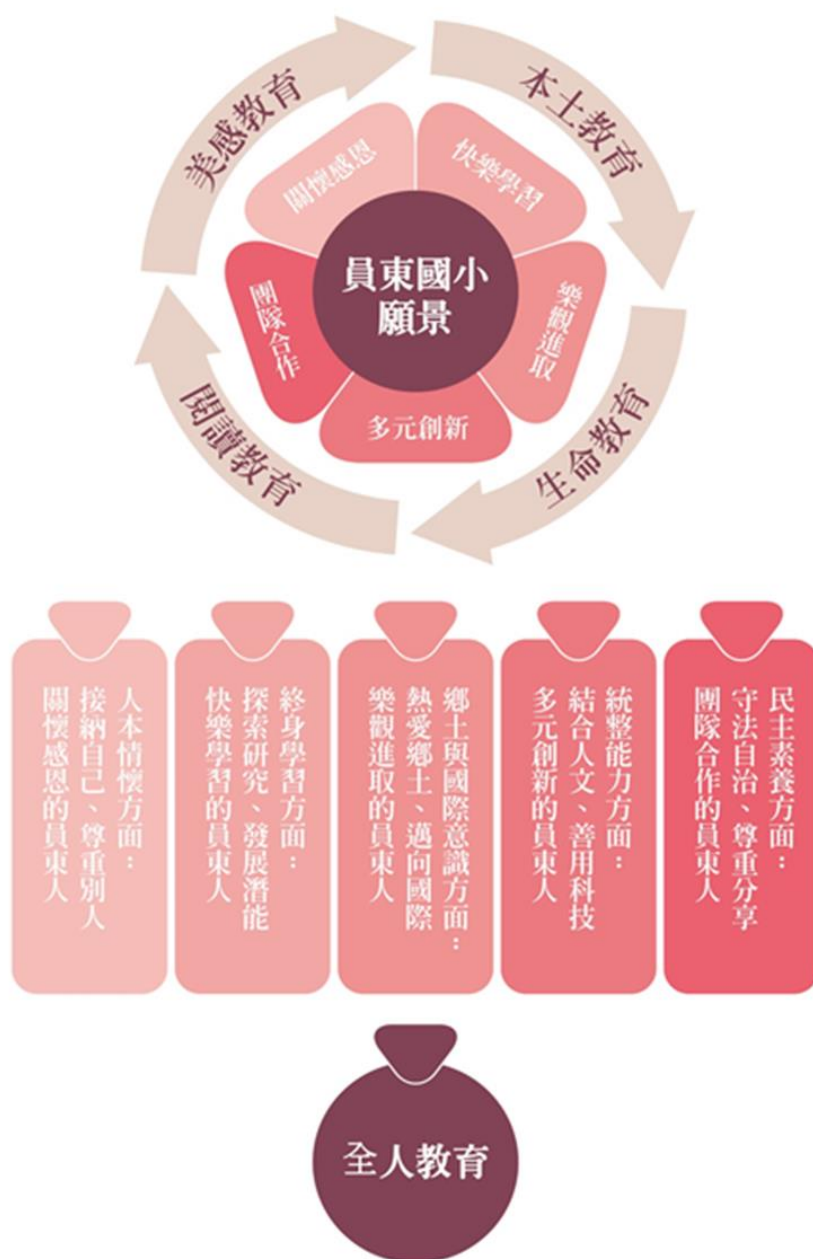 美感教育
本土教育
生命教育
閱讀教育
關懷感恩
快樂學習
樂觀進取
多元創新
團隊合作
員東國小
願景
人本情懷方面：
接納自己、尊重別人
關懷感恩的員東人
終身學習方面：
探索研究、發展潛能
快樂學習的員東人
鄉土與國際意識方面：
熱愛鄉土、邁向國際
樂觀進取的員東人
統整能力方面：
結合人文、善用科技
多元創新的員東人
民主素養方面：
守法自治、尊重分享
團隊合作的員東人
全人教育